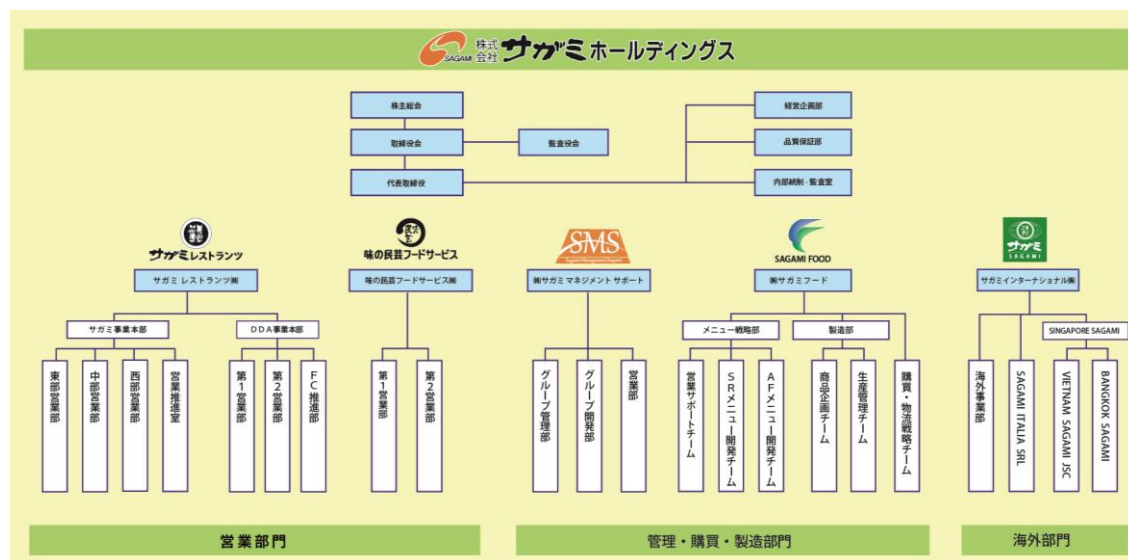 SAGAMI 株式会社 サガミホールディングス
株主総会
経営企画部
取締役会
監査役会
品質保証部
代表取締役
内部統制・監査室
サガミレストランツ
味の民芸フードサービス
SMS
Sagami Management Support
SAGAMI FOOD
サガミ
SAGAMI
サガミ レストランツ㈱
味の民芸フードサービス㈱
㈱サガミ マネジメント サポート
㈱サガミフード
サガミインターナショナル㈱
サガミ事業本部
DDA事業本部
メニュー戦略部
製造部
SINGAPORE SAGAMI
東部営業部
中部営業部
西部営業部
営業推進室
第1営業部
第2営業部
FC推進部
第1営業部
第2営業部
グループ管理部
グループ開発部
営業部
営業サポートチーム
SRメニュー開発チーム
AFメニュー開発チーム
商品企画チーム
生産管理チーム
購買・物流戦略チーム
海外事業部
SAGAMI ITALIA SRL
VIETNAM SAGAMI JSC
BANGKOK SAGAMI
営業部門
管理・購買・製造部門
海外部門